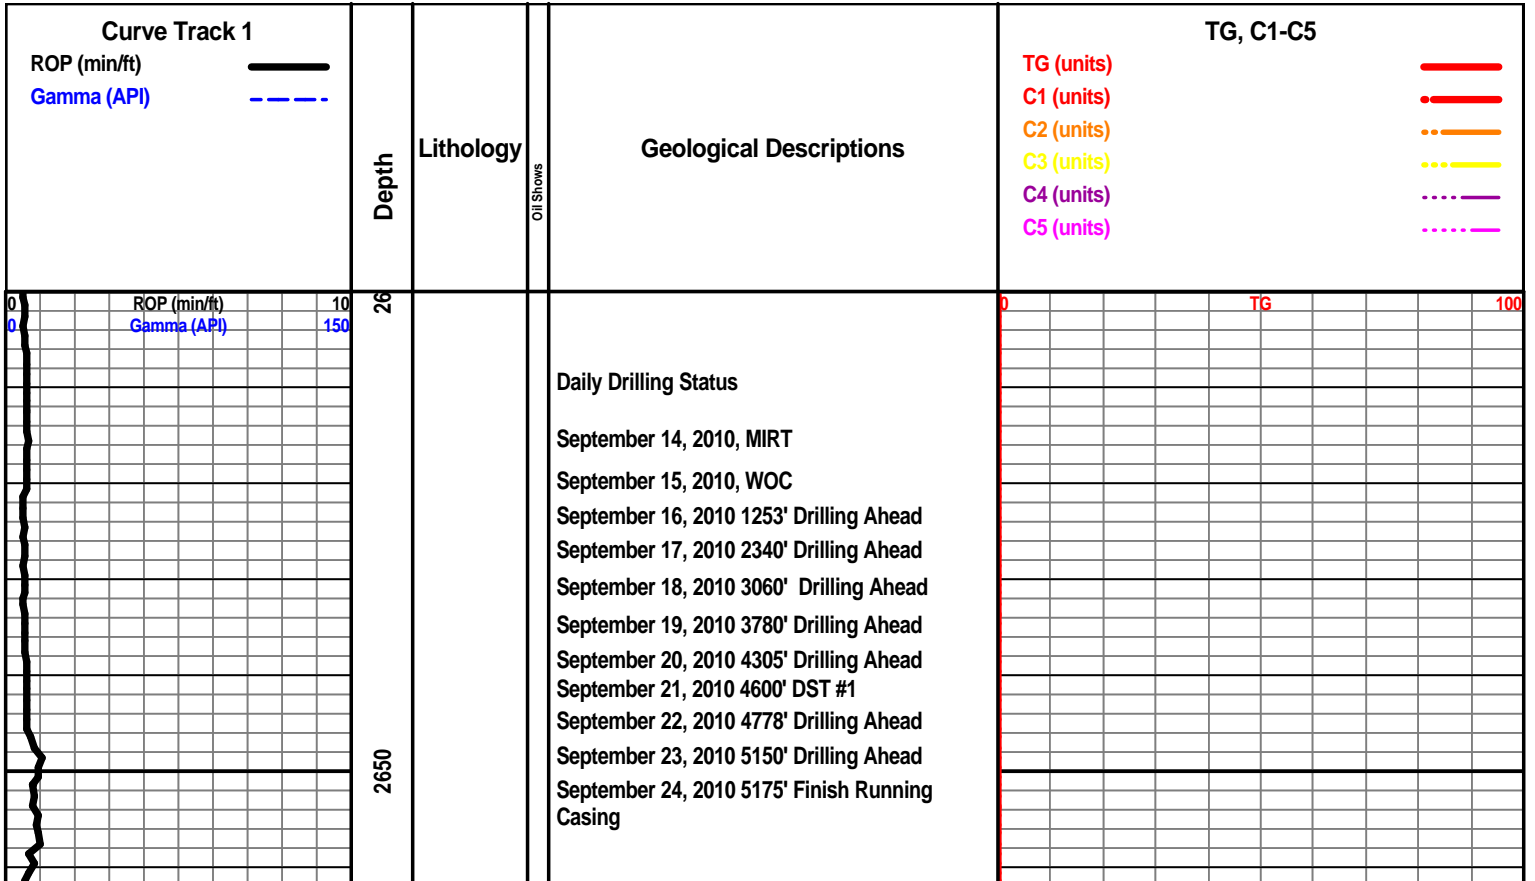 Curve Track 1
ROP (min/ft)
Gamma (API)
Depth
Lithology
Oil Shows
Geological Descriptions
TG, C1-C5
TG (units)
C1 (units)
C2 (units)
C3 (units)
C4 (units)
C5 (units)
0 ROP (min/ft) 10
0 Gamma (API) 150
26
0 TG 100
Daily Drilling Status
September 14, 2010, MIRT
September 15, 2010, WOC
September 16, 2010 1253' Drilling Ahead
September 17, 2010 2340' Drilling Ahead
September 18, 2010 3060' Drilling Ahead
September 19, 2010 3780' Drilling Ahead
September 20, 2010 4305' Drilling Ahead
September 21, 2010 4600' DST #1
September 22, 2010 4778' Drilling Ahead
September 23, 2010 5150' Drilling Ahead
September 24, 2010 5175' Finish Running
Casing
2650